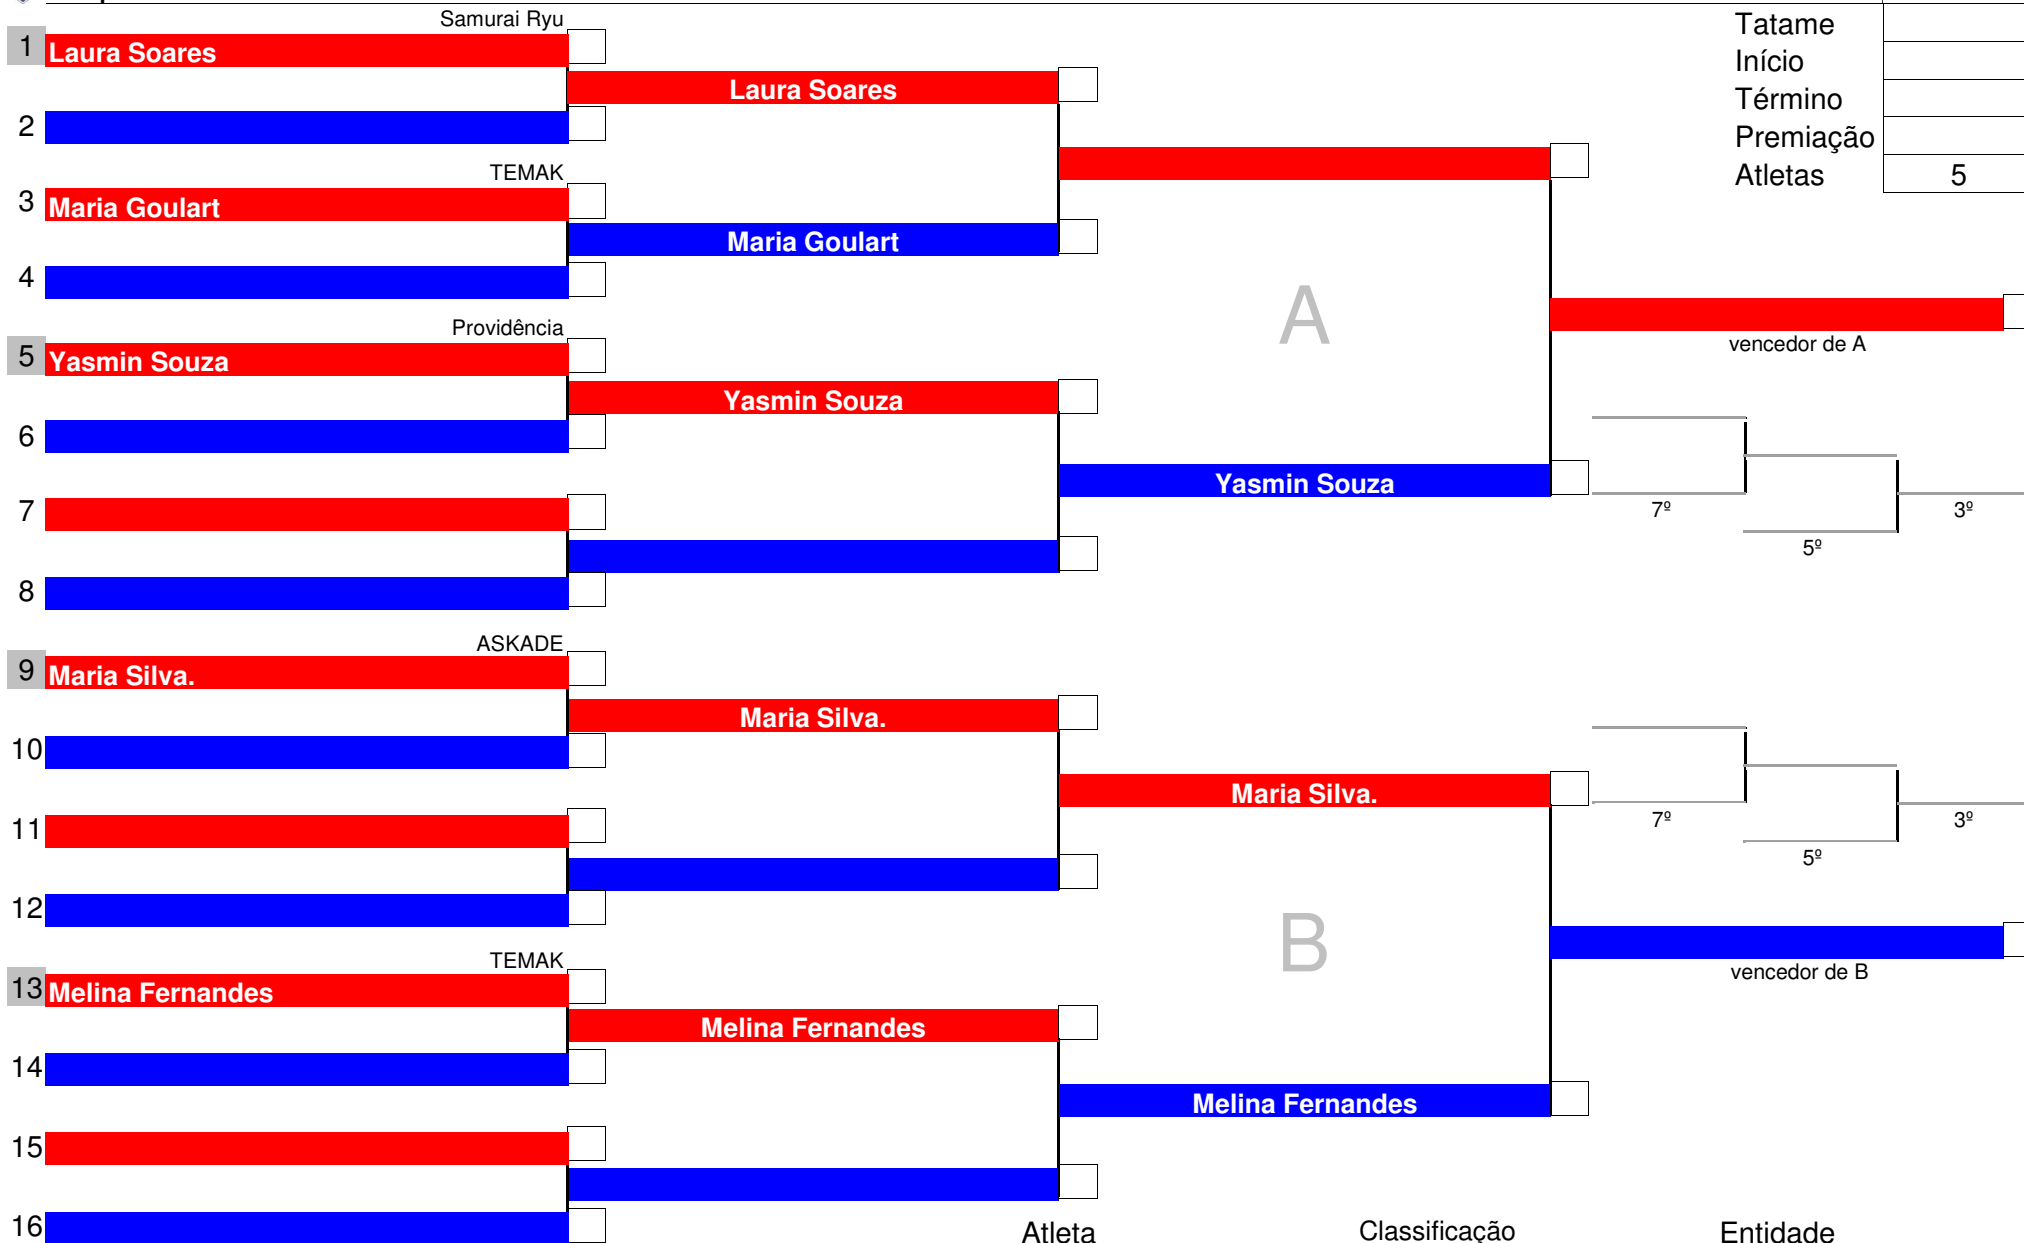 Samurai Ryu
1 Laura Soares
Laura Soares
2
TEMAK
3 Maria Goulart
Maria Goulart
4
Providência
5 Yasmin Souza
Yasmin Souza
6
Yasmin Souza
7
8
ASKADE
9 Maria Silva.
Maria Silva.
10
Maria Silva.
11
12
TEMAK
13 Melina Fernandes
Melina Fernandes
14
Melina Fernandes
15
16
A
B
Tatame
Início
Término
Premiação
Atletas 5
vencedor de A
7º
5º
3º
7º
5º
3º
vencedor de B
Atleta Classificação Entidade